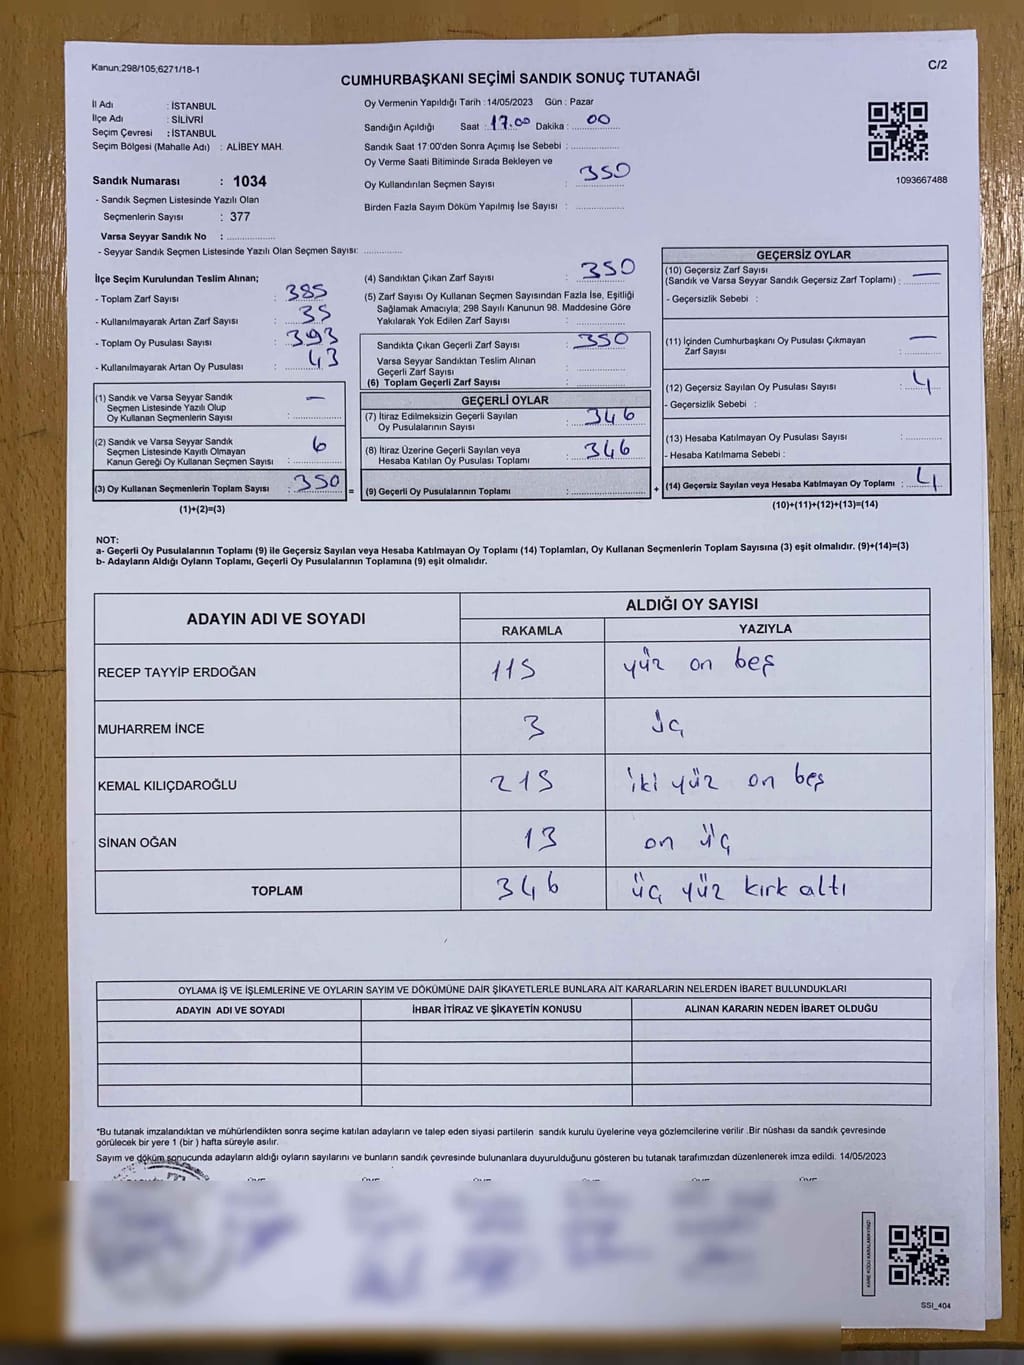 Kanun:298/105,6271/18-1
C/2
CUMHURBAŞKANI SEÇİMİ SANDIK SONUÇ TUTANAĞI
İl Adı : İSTANBUL
İlçe Adı : SİLİVRİ
Seçim Çevresi : İSTANBUL
Seçim Bölgesi (Mahalle Adı) : ALİBEY MAH.
Sandık Numarası : 1034
- Sandık Seçmen Listesinde Yazılı Olan
Seçmenlerin Sayısı : 377
Varsa Seyyar Sandık No : ..............
- Seyyar Sandık Seçmen Listesinde Yazılı Olan Seçmen Sayısı: ............
Oy Vermenin Yapıldığı Tarih :14/05/2023 Gün : Pazar
Sandığın Açıldığı Saat : 17.00 Dakika : 00
Sandık Saat 17:00'den Sonra Açımış İse Sebebi : ..............
Oy Verme Saati Bitiminde Sırada Bekleyen ve
Oy Kullandırılan Seçmen Sayısı : 350
Birden Fazla Sayım Döküm Yapılmış İse Sayısı : ..............
1093667488
İlçe Seçim Kurulundan Teslim Alınan;
- Toplam Zarf Sayısı : 385
- Kullanılmayarak Artan Zarf Sayısı : 35
- Toplam Oy Pusulası Sayısı : 393
- Kullanılmayarak Artan Oy Pusulası : 43
(1) Sandık ve Varsa Seyyar Sandık
Seçmen Listesinde Yazılı Olup
Oy Kullanan Seçmenlerin Sayısı : —
(2) Sandık ve Varsa Seyyar Sandık
Seçmen Listesinde Kayıtlı Olmayan
Kanun Gereği Oy Kullanan Seçmen Sayısı : 6
(3) Oy Kullanan Seçmenlerin Toplam Sayısı : 350
(1)+(2)=(3)
(4) Sandıktan Çıkan Zarf Sayısı : 350
(5) Zarf Sayısı Oy Kullanan Seçmen Sayısından Fazla İse, Eşitliği
Sağlamak Amacıyla; 298 Sayılı Kanunun 98. Maddesine Göre
Yakılarak Yok Edilen Zarf Sayısı : ..............
Sandıkta Çıkan Geçerli Zarf Sayısı : 350
Varsa Seyyar Sandıktan Teslim Alınan
Geçerli Zarf Sayısı : ..............
(6) Toplam Geçerli Zarf Sayısı : ..............
GEÇERLİ OYLAR
(7) İtiraz Edilmeksizin Geçerli Sayılan
Oy Pusulalarının Sayısı : 346
(8) İtiraz Üzerine Geçerli Sayılan veya
Hesaba Katılan Oy Pusulası Toplamı : 346
= (9) Geçerli Oy Pusulalarının Toplamı : .............. +
GEÇERSİZ OYLAR
(10) Geçersiz Zarf Sayısı
(Sandık ve Varsa Seyyar Sandık Geçersiz Zarf Toplamı) : —
- Geçersizlik Sebebi :
(11) İçinden Cumhurbaşkanı Oy Pusulası Çıkmayan
Zarf Sayısı : —
(12) Geçersiz Sayılan Oy Pusulası Sayısı : 4
- Geçersizlik Sebebi :
(13) Hesaba Katılmayan Oy Pusulası Sayısı : ............
- Hesaba Katılmama Sebebi :
(14) Geçersiz Sayılan veya Hesaba Katılmayan Oy Toplamı : 4
(10)+(11)+(12)+(13)=(14)
NOT:
a- Geçerli Oy Pusulalarının Toplamı (9) ile Geçersiz Sayılan veya Hesaba Katılmayan Oy Toplamı (14) Toplamları, Oy Kullanan Seçmenlerin Toplam Sayısına (3) eşit olmalıdır. (9)+(14)=(3)
b- Adayların Aldığı Oyların Toplamı, Geçerli Oy Pusulalarının Toplamına (9) eşit olmalıdır.
ADAYIN ADI VE SOYADI
ALDIĞI OY SAYISI
RAKAMLA YAZIYLA
RECEP TAYYİP ERDOĞAN 115 yüz on beş
MUHARREM İNCE 3 üç
KEMAL KILIÇDAROĞLU 215 iki yüz on beş
SİNAN OĞAN 13 on üç
TOPLAM 346 üç yüz kırk altı
OYLAMA İŞ VE İŞLEMLERİNE VE OYLARIN SAYIM VE DÖKÜMÜNE DAİR ŞİKAYETLERLE BUNLARA AİT KARARLARIN NELERDEN İBARET BULUNDUKLARI
ADAYIN ADI VE SOYADI İHBAR İTİRAZ VE ŞİKAYETİN KONUSU ALINAN KARARIN NEDEN İBARET OLDUĞU
*Bu tutanak imzalandıktan ve mühürlendikten sonra seçime katılan adayların ve talep eden siyasi partilerin sandık kurulu üyelerine veya gözlemcilerine verilir .Bir nüshası da sandık çevresinde
görülecek bir yere 1 (bir ) hafta süreyle asılır.
Sayım ve döküm sonucunda adayların aldığı oyların sayılarını ve bunların sandık çevresinde bulunanlara duyurulduğunu gösteren bu tutanak tarafımızdan düzenlenerek imza edildi. 14/05/2023
SSI_404